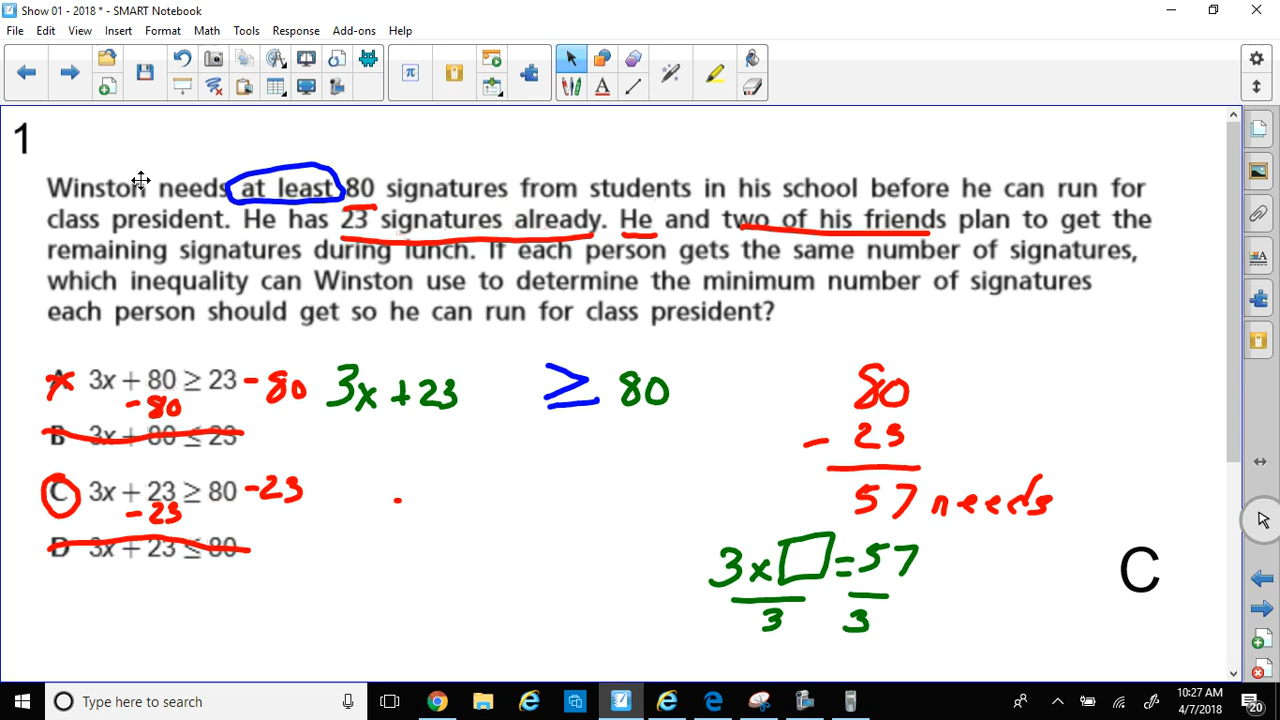 Show 01 - 2018 * - SMART Notebook
File Edit View Insert Format Math Tools Response Add-ons Help
1
Winston needs at least 80 signatures from students in his school before he can run for
class president. He has 23 signatures already. He and two of his friends plan to get the
remaining signatures during lunch. If each person gets the same number of signatures,
which inequality can Winston use to determine the minimum number of signatures
each person should get so he can run for class president?
A 3x + 80 ≥ 23 - 80
- 80
3x + 23 ≥ 80
B 3x + 80 ≤ 23
C 3x + 23 ≥ 80 - 23
- 23
D 3x + 23 ≤ 80
80
- 23
57 needs
3 x □ = 57
3 3
C
Type here to search
10:27 AM
4/7/2018
20